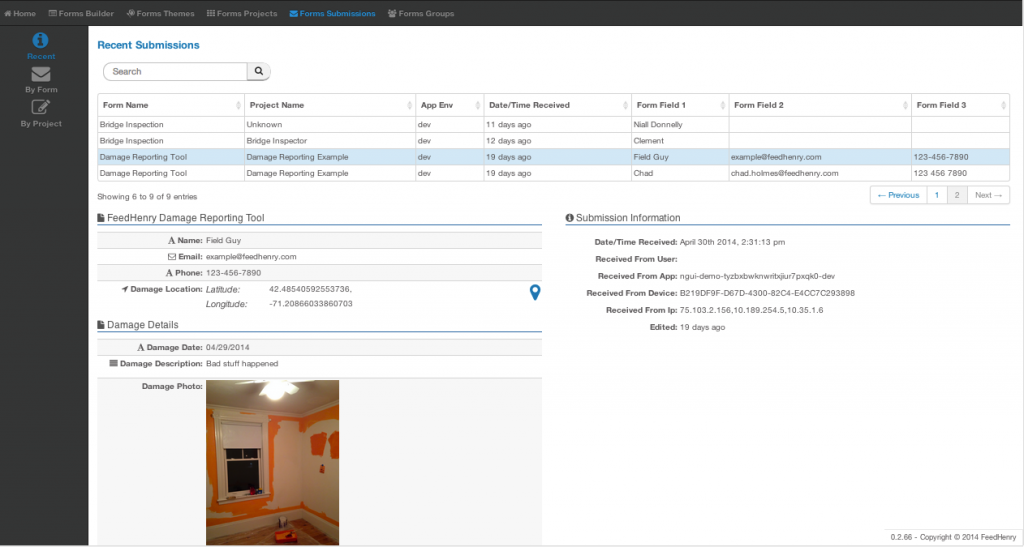 Home Forms Builder Forms Themes Forms Projects Forms Submissions Forms Groups
Recent
By Form
By Project
Recent Submissions
Search
Form Name Project Name App Env Date/Time Received Form Field 1 Form Field 2 Form Field 3
Bridge Inspection Unknown dev 11 days ago Niall Donnelly
Bridge Inspection Bridge Inspector dev 12 days ago Clement
Damage Reporting Tool Damage Reporting Example dev 19 days ago Field Guy example@feedhenry.com 123-456-7890
Damage Reporting Tool Damage Reporting Example dev 19 days ago Chad chad.holmes@feedhenry.com 123 456 7890
Showing 6 to 9 of 9 entries
← Previous 1 2 Next →
FeedHenry Damage Reporting Tool
Name: Field Guy
Email: example@feedhenry.com
Phone: 123-456-7890
Damage Location: Latitude: 42.48540592553736,
Longitude: -71.20866033860703
Damage Details
Damage Date: 04/29/2014
Damage Description: Bad stuff happened
Damage Photo:
Submission Information
Date/Time Received: April 30th 2014, 2:31:13 pm
Received From User:
Received From App: ngui-demo-tyzbxbwknwritxjiur7pxqk0-dev
Received From Device: B219DF9F-D67D-4300-82C4-E4CC7C293898
Received From Ip: 75.103.2.156,10.189.254.5,10.35.1.6
Edited: 19 days ago
0.2.66 - Copyright © 2014 FeedHenry